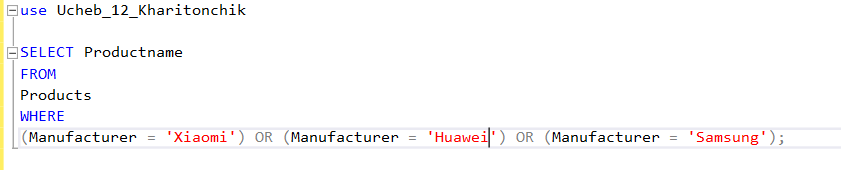 use Ucheb_12_Kharitonchik
SELECT Productname
FROM
Products
WHERE
(Manufacturer = 'Xiaomi') OR (Manufacturer = 'Huawei') OR (Manufacturer = 'Samsung');